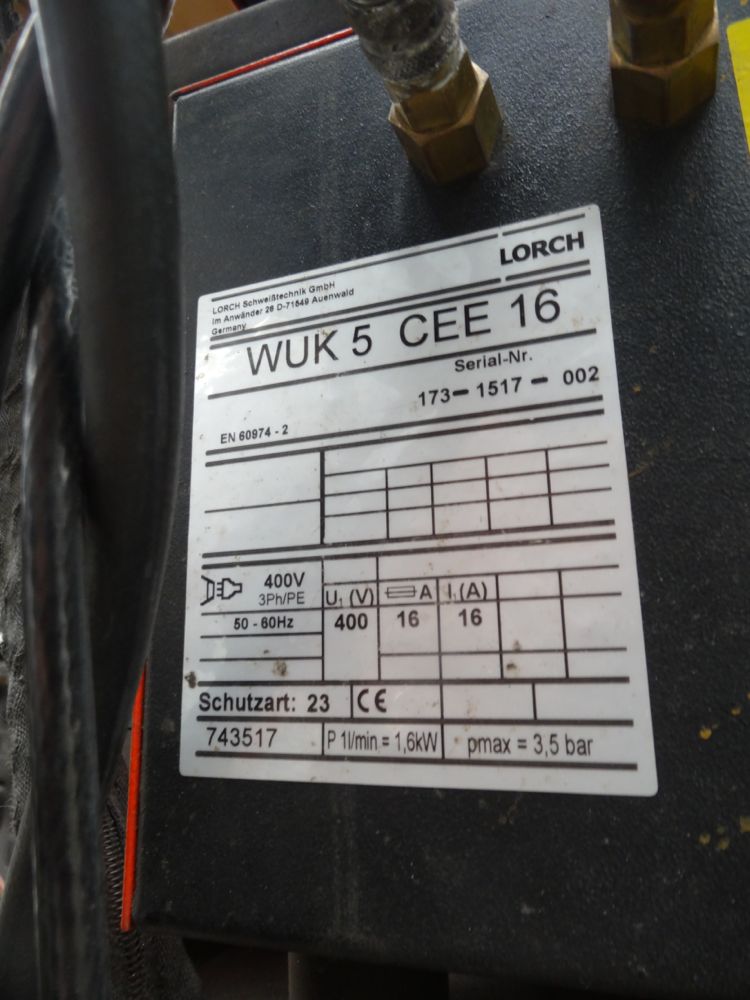 LORCH
LORCH Schweißtechnik GmbH
Im Anwänder 26 D-71549 Auenwald
Germany
WUK 5 CEE 16
Serial-Nr.
173-1517-002
EN 60974-2
400V
3Ph/PE
U₁ (V) A I₁(A)
50 - 60Hz 400 16 16
Schutzart: 23 CE
743517 P 1l/min = 1,6kW pmax = 3,5 bar